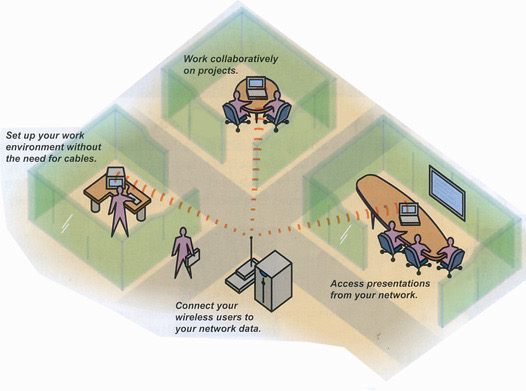 Work collaboratively
on projects.
Set up your work
environment without
the need for cables.
Connect your
wireless users to
your network data.
Access presentations
from your network.